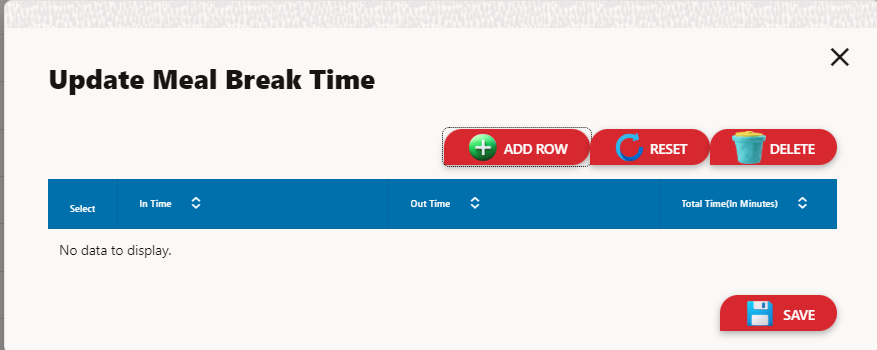 Update Meal Break Time
ADD ROW RESET DELETE
Select In Time Out Time Total Time(In Minutes)
No data to display.
SAVE